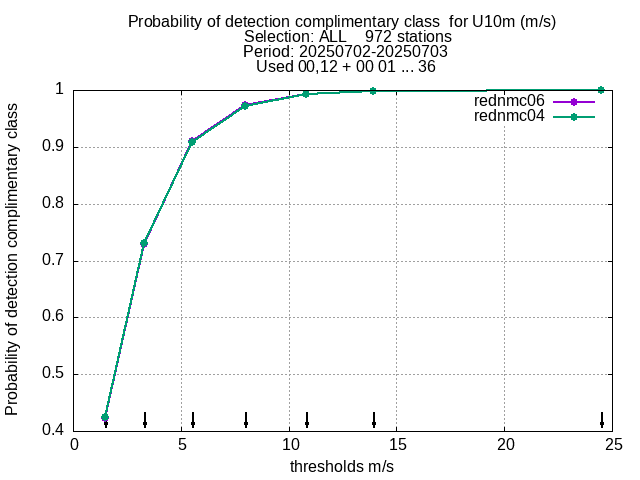 Probability of detection complimentary class  for U10m (m/s)
Selection: ALL    972 stations
Period: 20250702-20250703
Used 00,12 + 00 01 ... 36
rednmc06
rednmc04
Probability of detection complimentary class
1
0.9
0.8
0.7
0.6
0.5
0.4
0 5 10 15 20 25
thresholds m/s